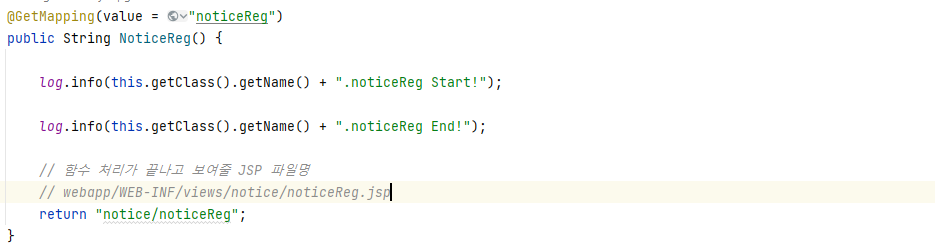 @GetMapping(value = "noticeReg")
public String NoticeReg() {
log.info(this.getClass().getName() + ".noticeReg Start!");
log.info(this.getClass().getName() + ".noticeReg End!");
// 함수 처리가 끝나고 보여줄 JSP 파일명
// webapp/WEB-INF/views/notice/noticeReg.jsp
return "notice/noticeReg";
}